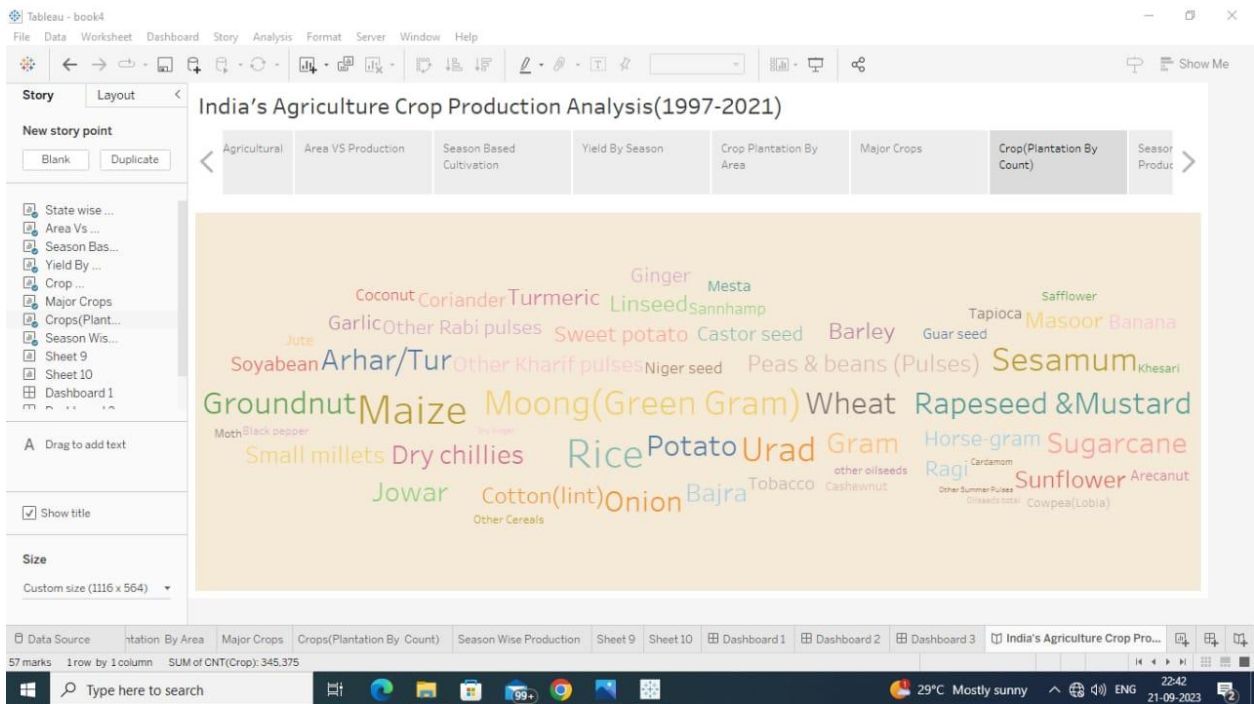 Tableau - book4
File Data Worksheet Dashboard Story Analysis Format Server Window Help
Show Me
Story Layout
New story point
Blank Duplicate
State wise ...
Area Vs ...
Season Bas...
Yield By ...
Crop ...
Major Crops
Crops(Plant...
Season Wis...
Sheet 9
Sheet 10
Dashboard 1
A Drag to add text
Show title
Size
Custom size (1116 x 564)
India's Agriculture Crop Production Analysis(1997-2021)
Agricultural
Area VS Production
Season Based
Cultivation
Yield By Season
Crop Plantation By
Area
Major Crops
Crop(Plantation By
Count)
Season
Produc
Ginger
Mesta
Coconut Coriander Turmeric Linseed Sannhamp Safflower
Garlic Other Rabi pulses Sweet potato Castor seed Barley Guar seed Tapioca Masoor Banana
Jute
Soyabean Arhar/Tur Other Kharif pulses Niger seed Peas & beans (Pulses) Sesamum Khesari
Groundnut Maize Moong(Green Gram) Wheat Rapeseed &Mustard
Moth Black pepper Dry Ginger
Small millets Dry chillies Rice Potato Urad Gram Horse-gram Sugarcane
other oilseeds Ragi Cardamom Sunflower Arecanut
Jowar Cotton(lint) Onion Bajra Tobacco Cashewnut Other Summer Pulses
Oilseeds total Cowpea(Lobia)
Other Cereals
Data Source ntation By Area Major Crops Crops(Plantation By Count) Season Wise Production Sheet 9 Sheet 10 Dashboard 1 Dashboard 2 Dashboard 3 India's Agriculture Crop Pro...
57 marks 1 row by 1 column SUM of CNT(Crop): 345,375
Type here to search
99+
29°C Mostly sunny
ENG
22:42
21-09-2023
2